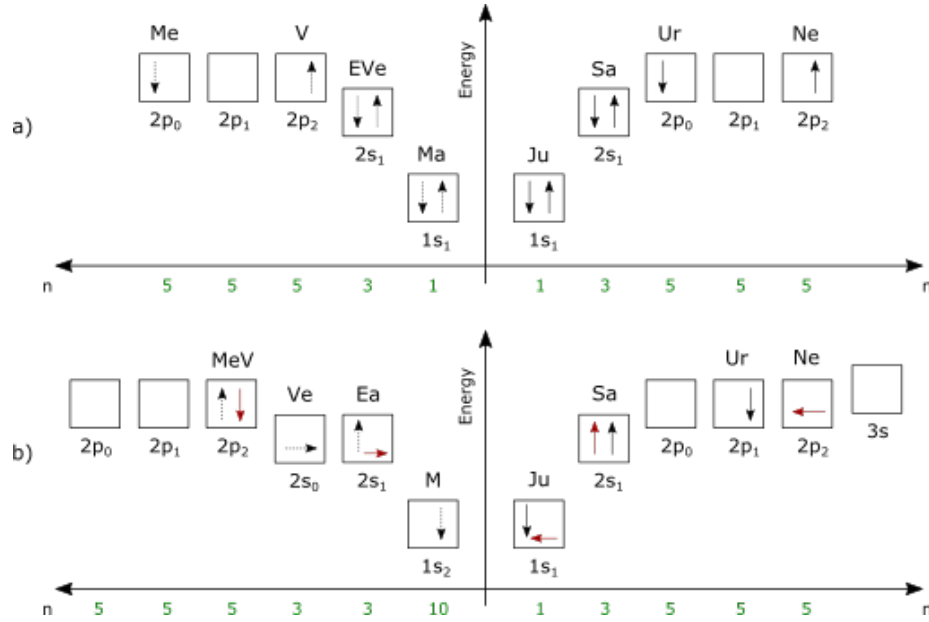 Me V Ur Ne
EVe Sa
Energy
a)
2p₀ 2p₁ 2p₂ 2p₀ 2p₁ 2p₂
2s₁ 2s₁
Ma Ju
1s₁ 1s₁
n 5 5 5 3 1 1 3 5 5 5 n
MeV Ur Ne
Ve Ea Sa
Energy
b)
2p₀ 2p₁ 2p₂ 2p₀ 2p₁ 2p₂ 3s
2s₀ 2s₁ 2s₁
M Ju
1s₂ 1s₁
n 5 5 5 3 3 10 1 3 5 5 5 n